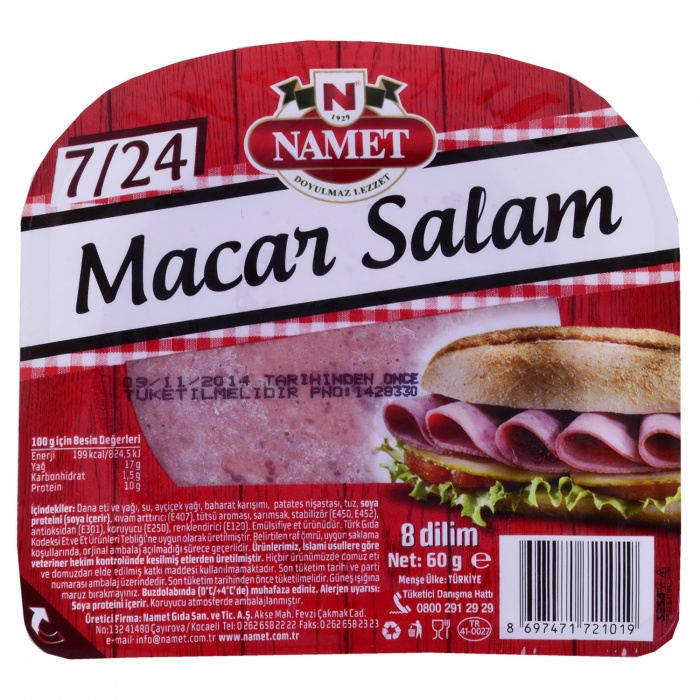 N
1929
NAMET
DOYULMAZ LEZZET
7/24
Macar Salam
09/11/2014 TARIHINDEN ONCE
TUKETILMELIDIR PNO:1428330
100 g için Besin Değerleri
Enerji 199 kcal/824,5 kJ
Yağ 17 g
Karbonhidrat 1,5 g
Protein 10 g
İçindekiler: Dana eti ve yağı, su, ayçiçek yağı, baharat karışımı, patates nişastası, tuz, soya
proteini (soya içerir), kıvam arttırıcı (E407), tütsü aroması, sarımsak, stabilizör (E450, E452),
antioksidan (E301), koruyucu (E250), renklendirici (E120). Emülsifiye et ürünüdür. Türk Gıda
Kodeksi Et ve Et Ürünleri Tebliği'ne uygun olarak üretilmiştir. Belirtilen raf ömrü, uygun saklama
koşullarında, orjinal ambalaj açılmadığı sürece geçerlidir. Ürünlerimiz, islami usullere göre
veteriner hekim kontrolünde kesilmiş etlerden üretilmiştir. Hiçbir ürünümüzde domuz eti
ve domuzdan elde edilmiş katkı maddesi kullanılmamaktadır. Son tüketim tarihi ve parti
numarası ambalaj üzerindedir. Son tüketim tarihinden önce tüketilmelidir. Güneş ışığına
maruz bırakmayınız. Buzdolabında (0°C/+4°C'de) muhafaza ediniz. Alerjen uyarısı:
Soya proteini içerir. Koruyucu atmosferde ambalajlanmıştır.
Üretici Firma: Namet Gıda San. ve Tic. A.Ş. Akse Mah. Fevzi Çakmak Cad.
No:132 41480 Çayırova / Kocaeli Tel: 0 262 658 22 22 Faks: 0 262 658 23 23
e-mail: info@namet.com.tr www.namet.com.tr
8 dilim
Net: 60 g e
Menşe Ülke: TÜRKİYE
Tüketici Danışma Hattı
0800 291 29 29
TR
41-0027
8 697471 721019